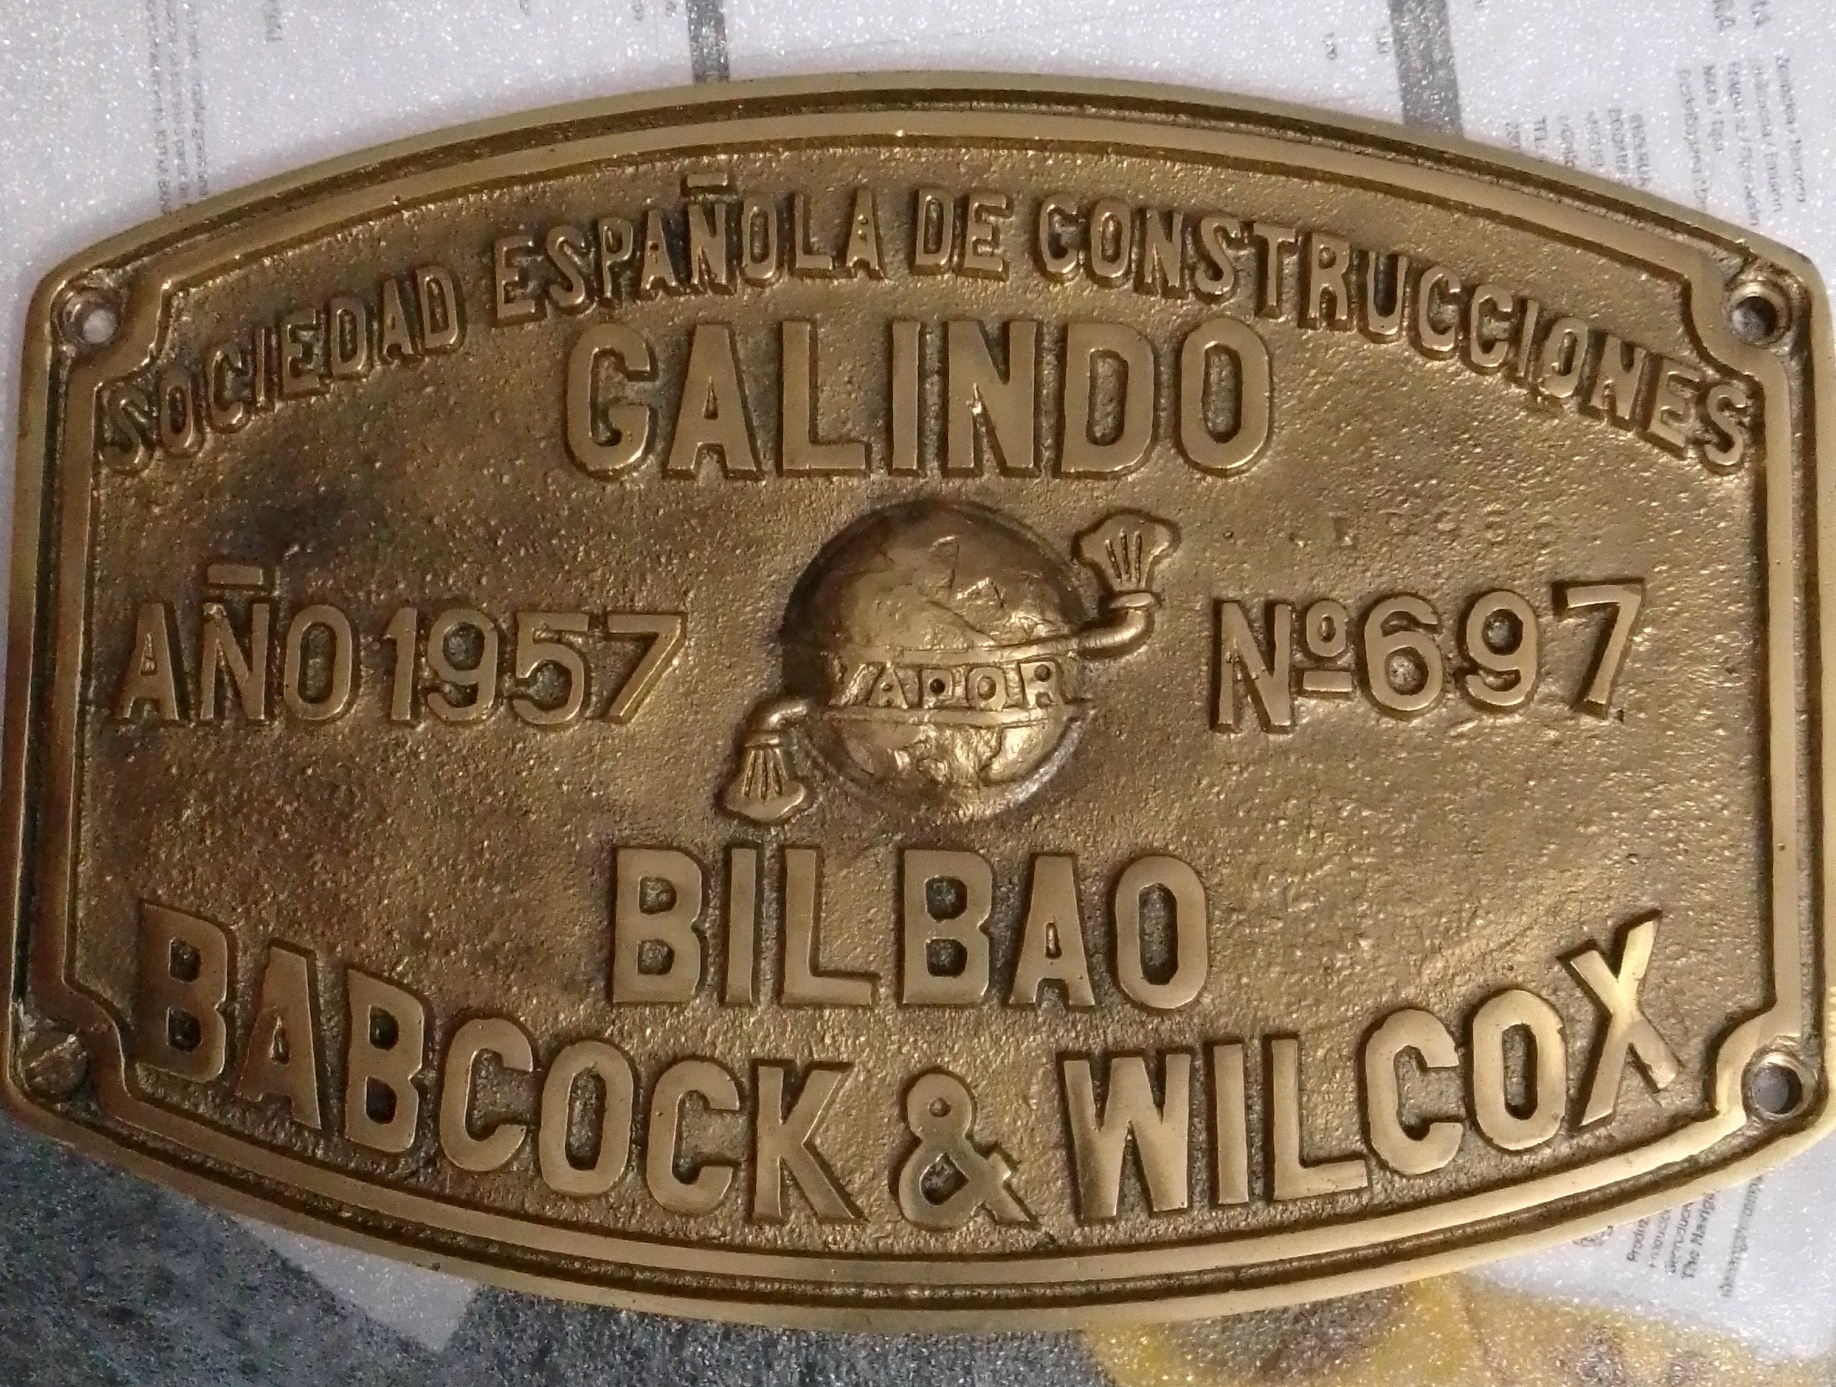 SOCIEDAD ESPAÑOLA DE CONSTRUCCIONES
GALINDO
AÑO 1957
VAPOR
Nº 697
BILBAO
BABCOCK & WILCOX